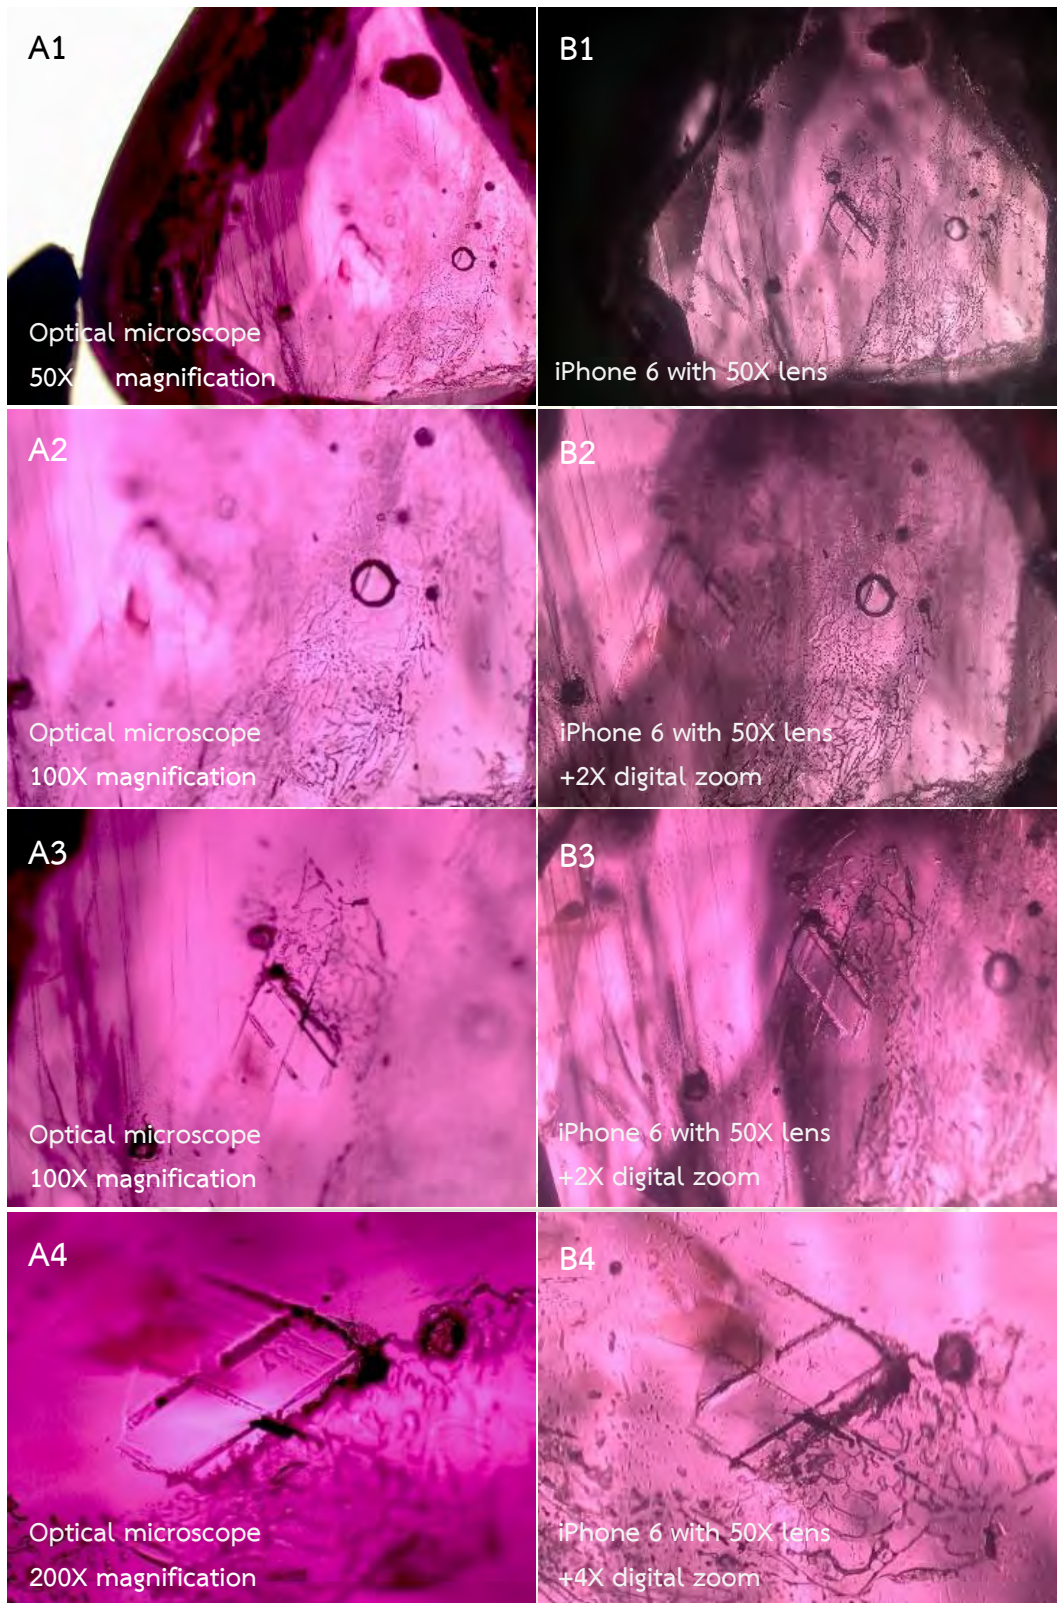 A1
Optical microscope
50X magnification
B1
iPhone 6 with 50X lens
A2
Optical microscope
100X magnification
B2
iPhone 6 with 50X lens
+2X digital zoom
A3
Optical microscope
100X magnification
B3
iPhone 6 with 50X lens
+2X digital zoom
A4
Optical microscope
200X magnification
B4
iPhone 6 with 50X lens
+4X digital zoom